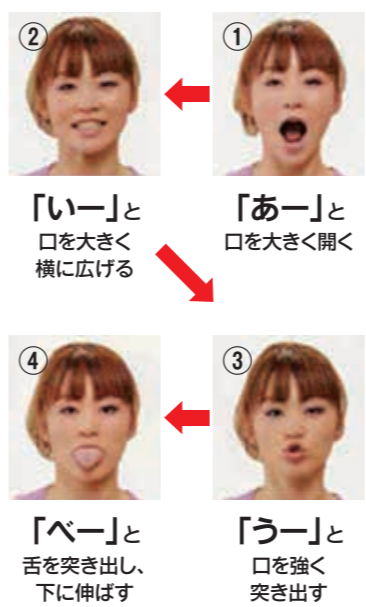 ①
「あー」と
口を大きく開く
②
「いー」と
口を大きく
横に広げる
③
「うー」と
口を強く
突き出す
④
「べー」と
舌を突き出し、
下に伸ばす